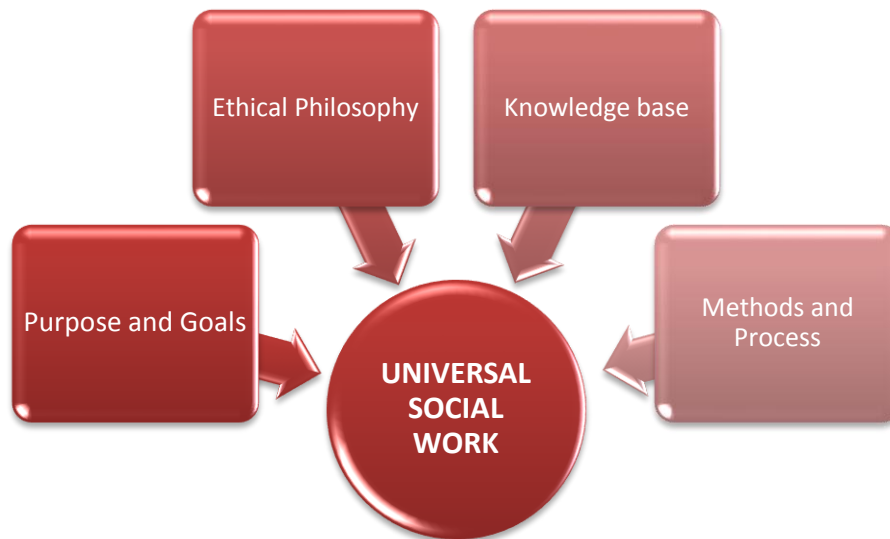 Ethical Philosophy
Knowledge base
Purpose and Goals
Methods and
Process
UNIVERSAL
SOCIAL
WORK